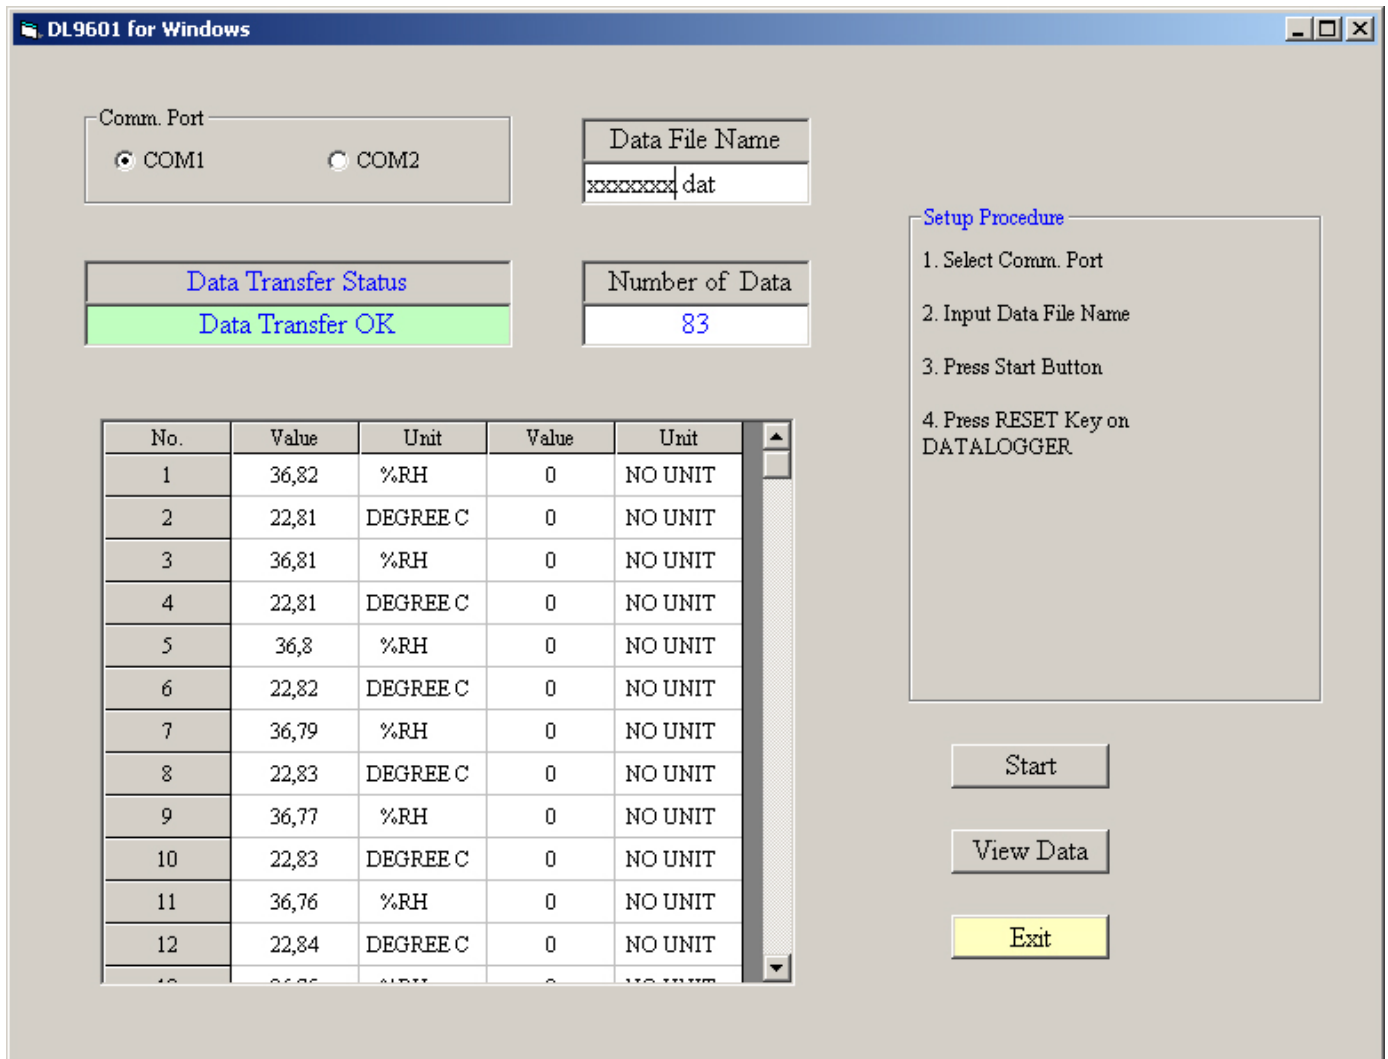 DL9601 for Windows
Comm. Port
COM1 COM2
Data File Name
xxxxxxxx.dat
Data Transfer Status
Data Transfer OK
Number of Data
83
Setup Procedure
1. Select Comm. Port
2. Input Data File Name
3. Press Start Button
4. Press RESET Key on
DATALOGGER
No. Value Unit Value Unit
1 36,82 %RH 0 NO UNIT
2 22,81 DEGREE C 0 NO UNIT
3 36,81 %RH 0 NO UNIT
4 22,81 DEGREE C 0 NO UNIT
5 36,8 %RH 0 NO UNIT
6 22,82 DEGREE C 0 NO UNIT
7 36,79 %RH 0 NO UNIT
8 22,83 DEGREE C 0 NO UNIT
9 36,77 %RH 0 NO UNIT
10 22,83 DEGREE C 0 NO UNIT
11 36,76 %RH 0 NO UNIT
12 22,84 DEGREE C 0 NO UNIT
Start
View Data
Exit